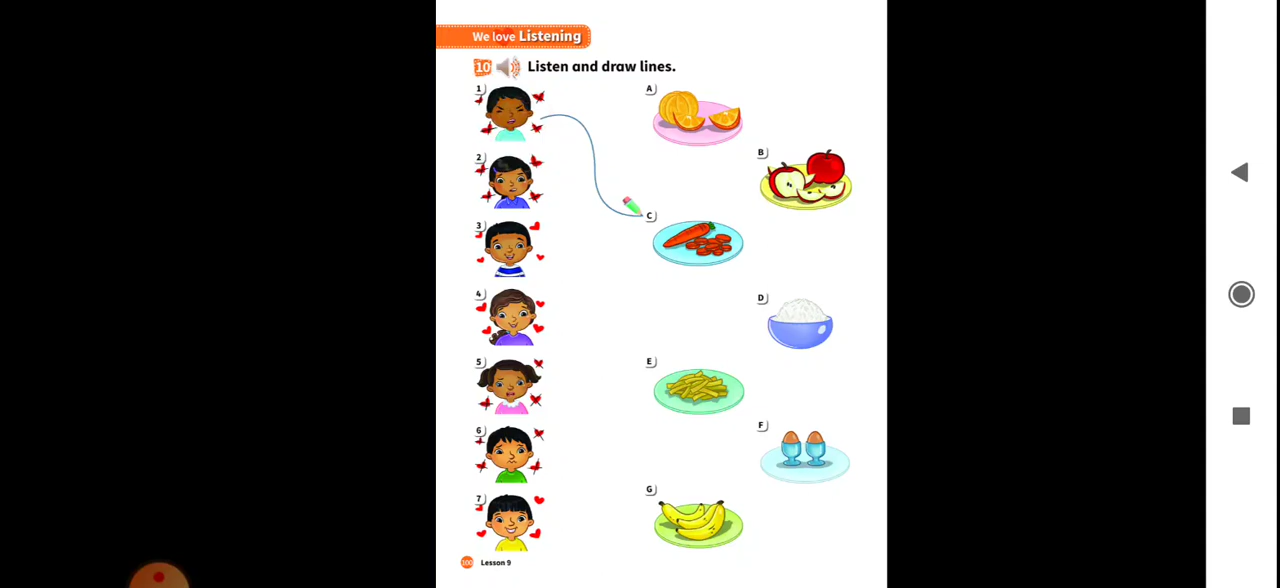 We love Listening
10 Listen and draw lines.
1
A
2
B
3
C
4
D
5
E
6
F
7
G
100 Lesson 9